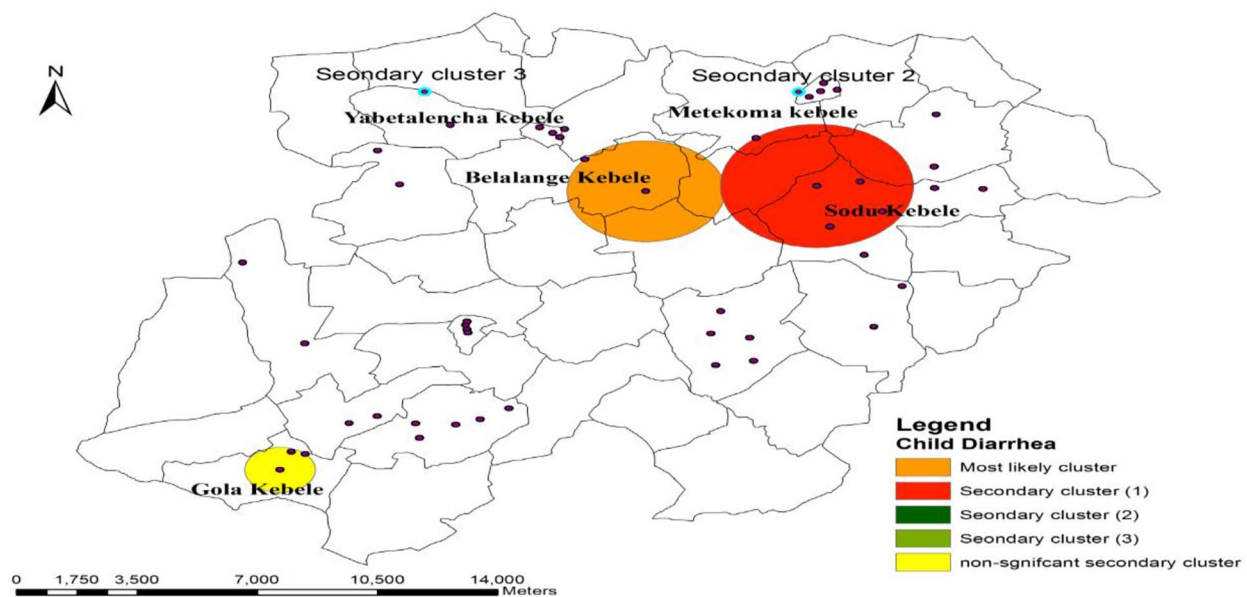 N
Seondary cluster 3
Seocndary clsuter 2
Yabetalencha kebele
Metekoma kebele
Belalange Kebele
Sodu Kebele
Gola Kebele
Legend
Child Diarrhea
Most likely cluster
Secondary cluster (1)
Seondary cluster (2)
Seondary cluster (3)
non-sgnifcant secondary cluster
0 1,750 3,500 7,000 10,500 14,000
Meters